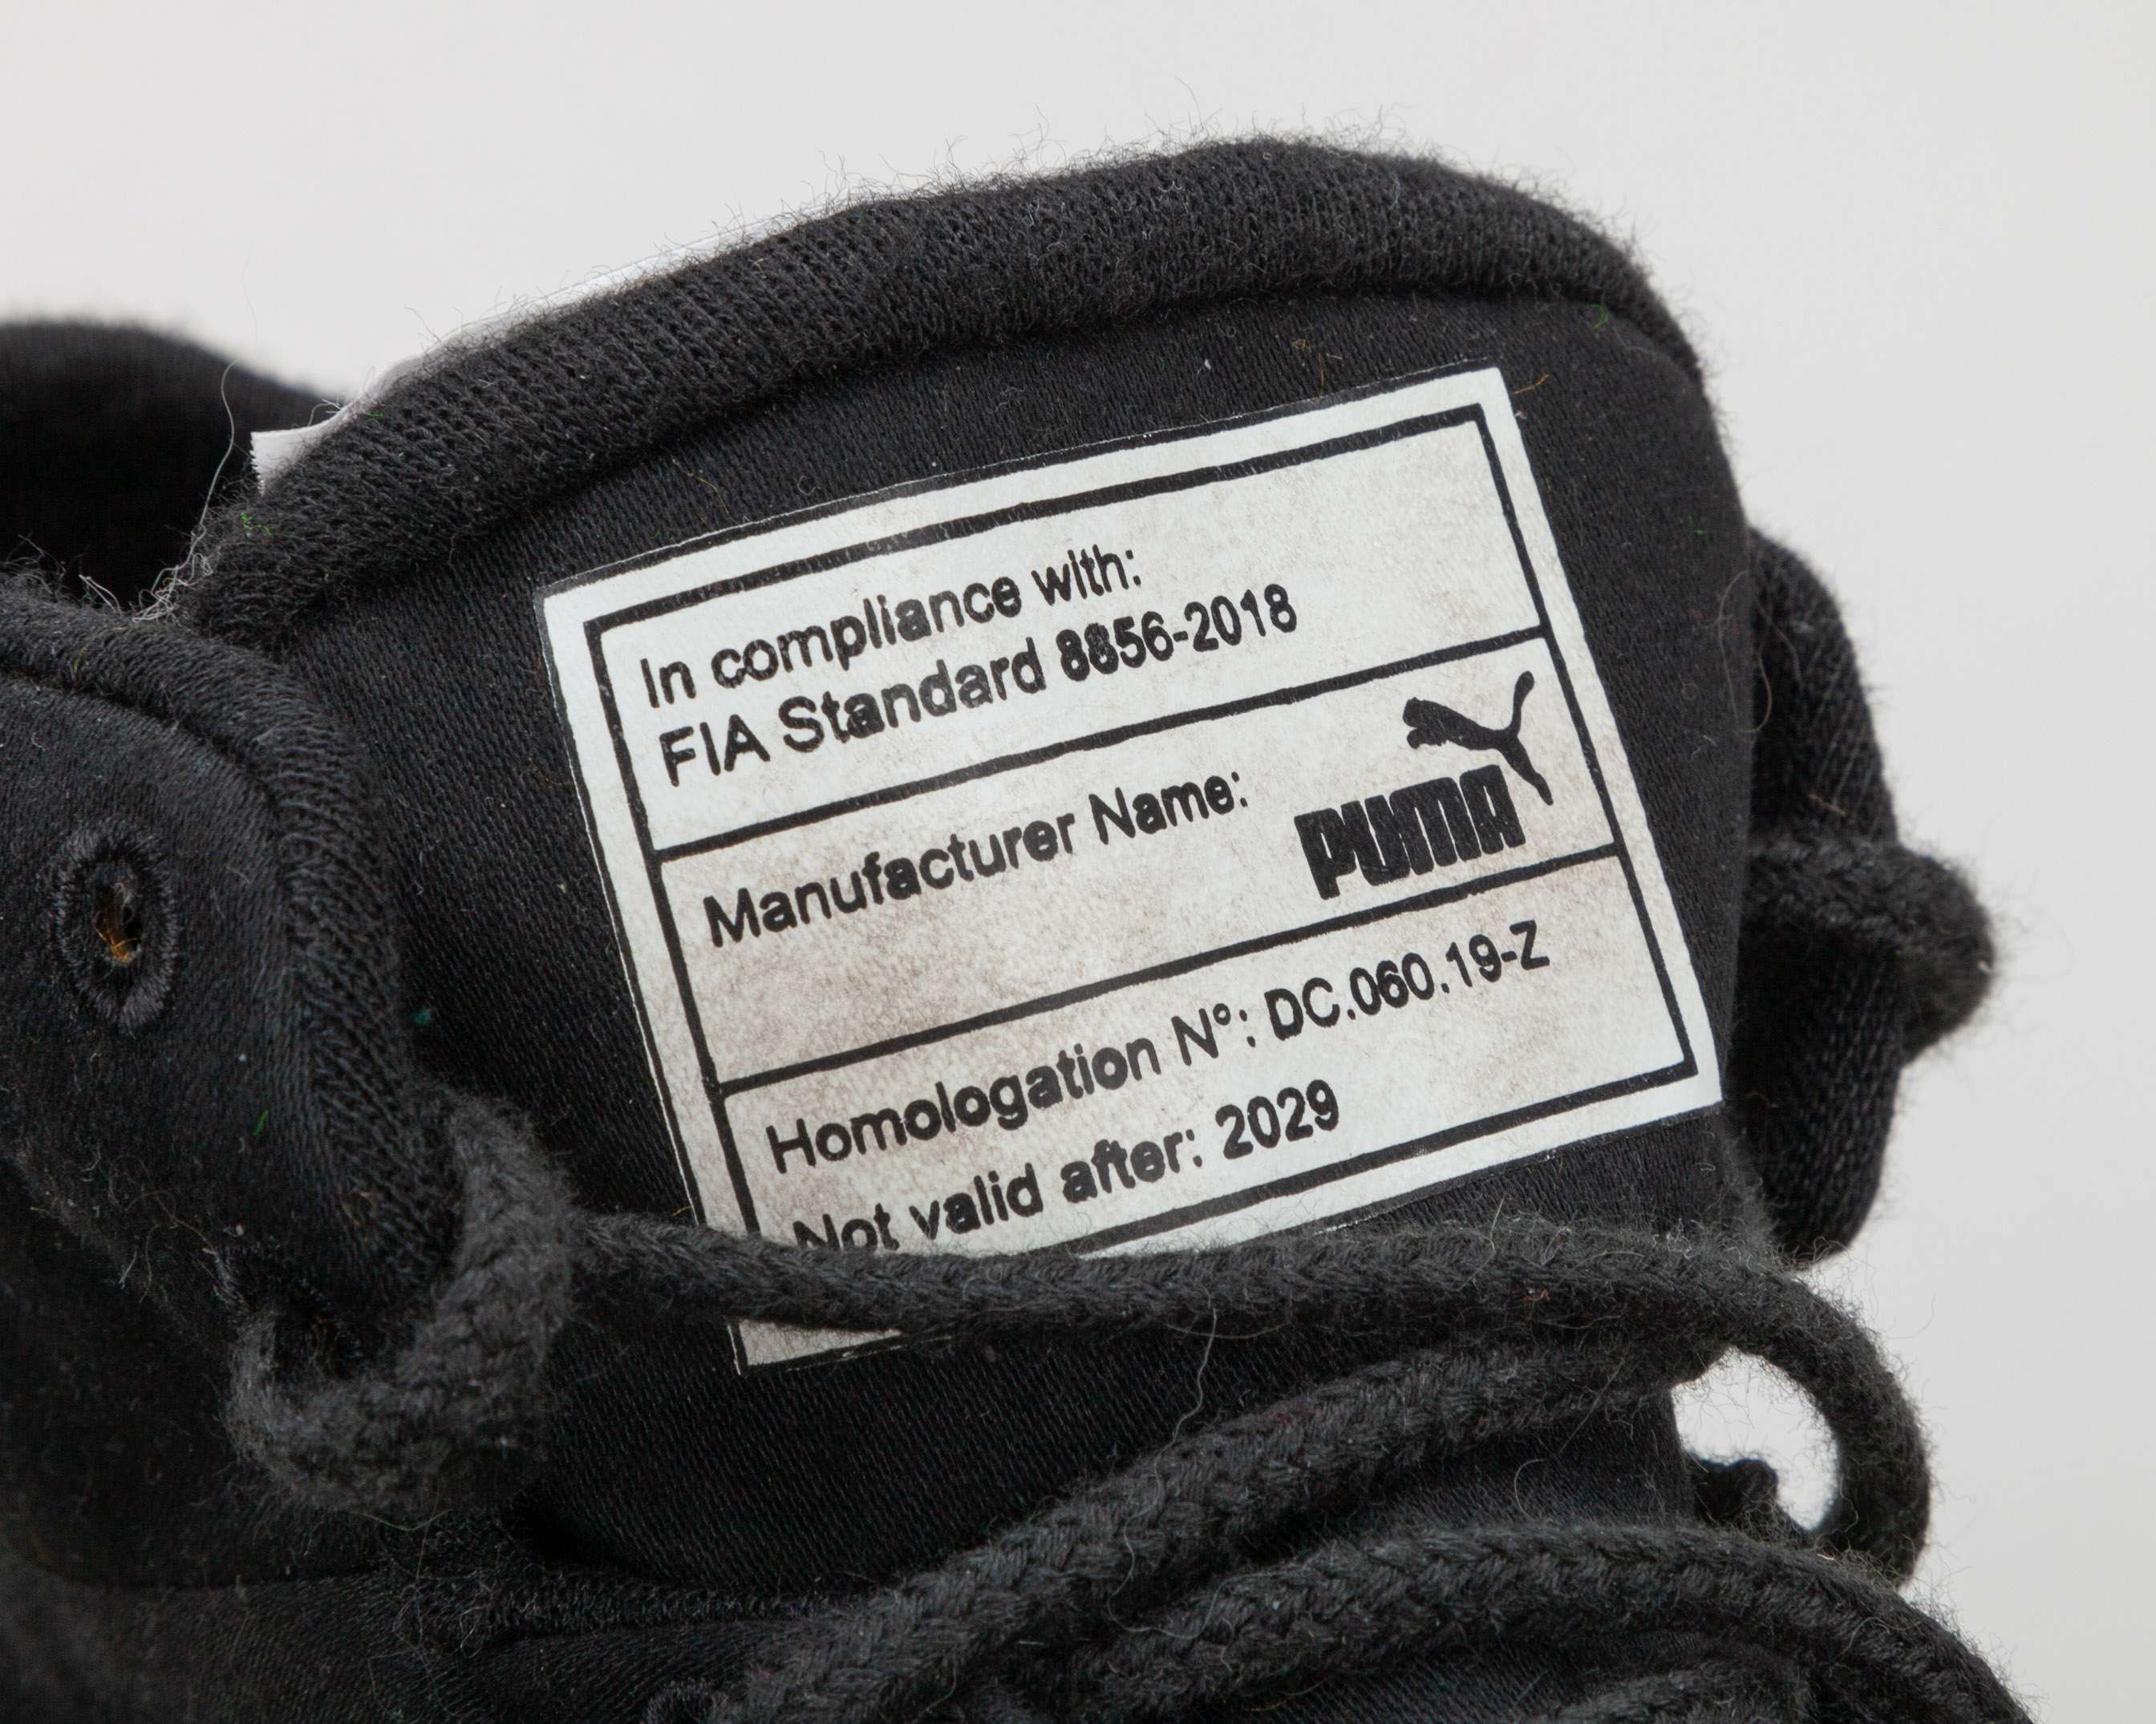 In compliance with:
FIA Standard 8856-2018
Manufacturer Name:
PUMA
Homologation N°: DC.060.19-Z
Not valid after: 2029